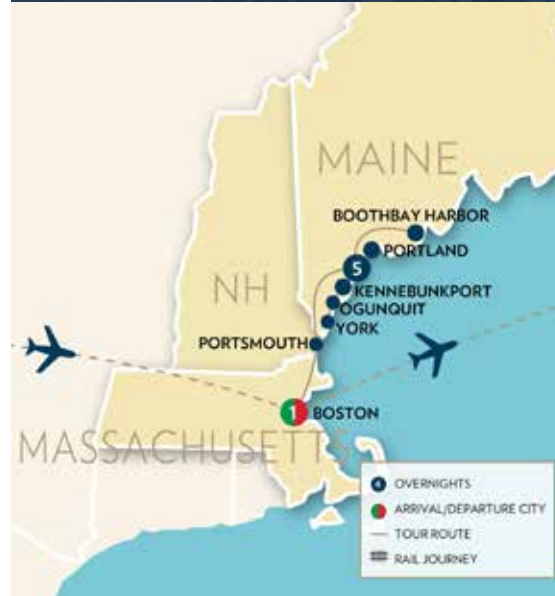 MAINE
BOOTHBAY HARBOR
PORTLAND
5
KENNEBUNKPORT
OGUNQUIT
YORK
NH
PORTSMOUTH
1 BOSTON
MASSACHUSETTS
4 OVERNIGHTS
ARRIVAL/DEPARTURE CITY
TOUR ROUTE
RAIL JOURNEY